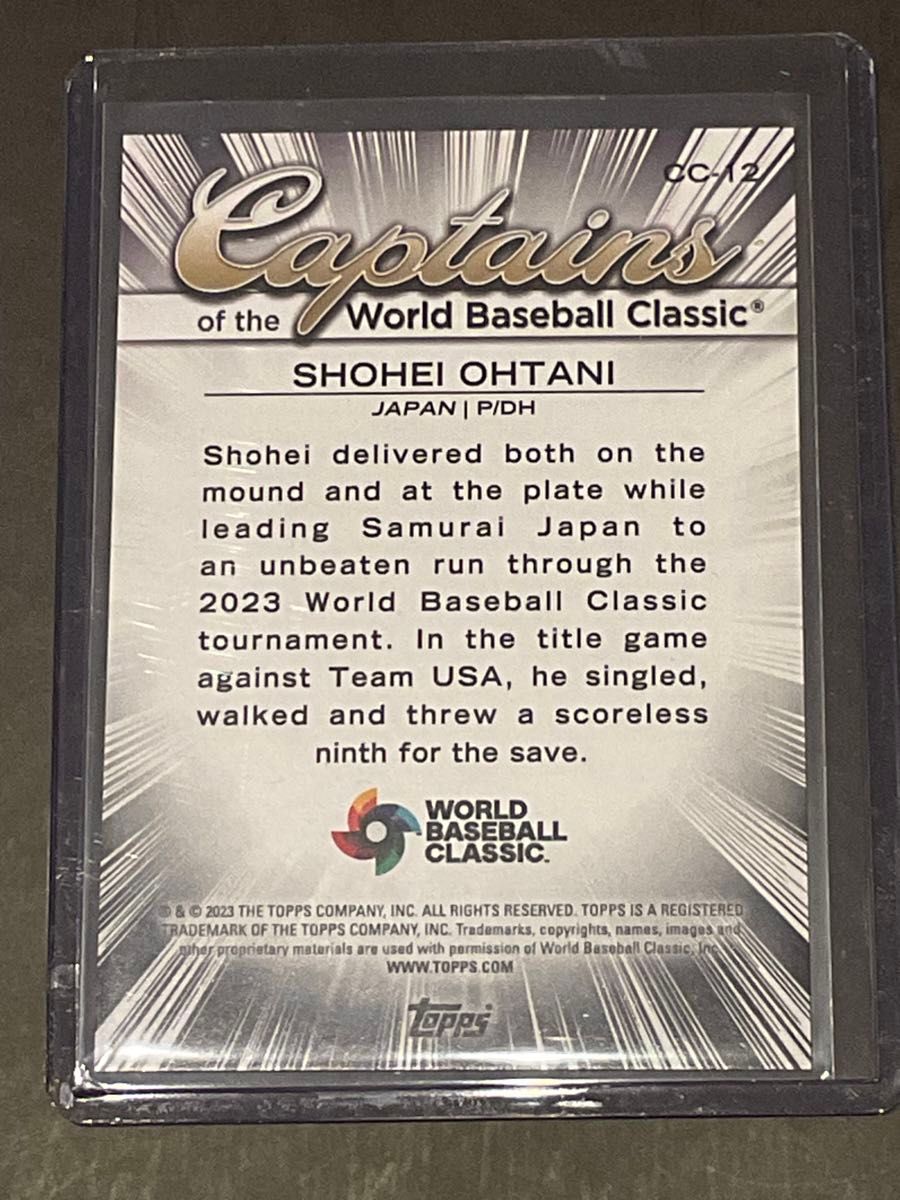 CC-12
Captains
of the World Baseball Classic®
SHOHEI OHTANI
JAPAN | P/DH
Shohei delivered both on the
mound and at the plate while
leading Samurai Japan to
an unbeaten run through the
2023 World Baseball Classic
tournament. In the title game
against Team USA, he singled,
walked and threw a scoreless
ninth for the save.
WORLD
BASEBALL
CLASSIC™
® & © 2023 THE TOPPS COMPANY, INC. ALL RIGHTS RESERVED. TOPPS IS A REGISTERED
TRADEMARK OF THE TOPPS COMPANY, INC. Trademarks, copyrights, names, images and
other proprietary materials are used with permission of World Baseball Classic, Inc.
WWW.TOPPS.COM
topps®